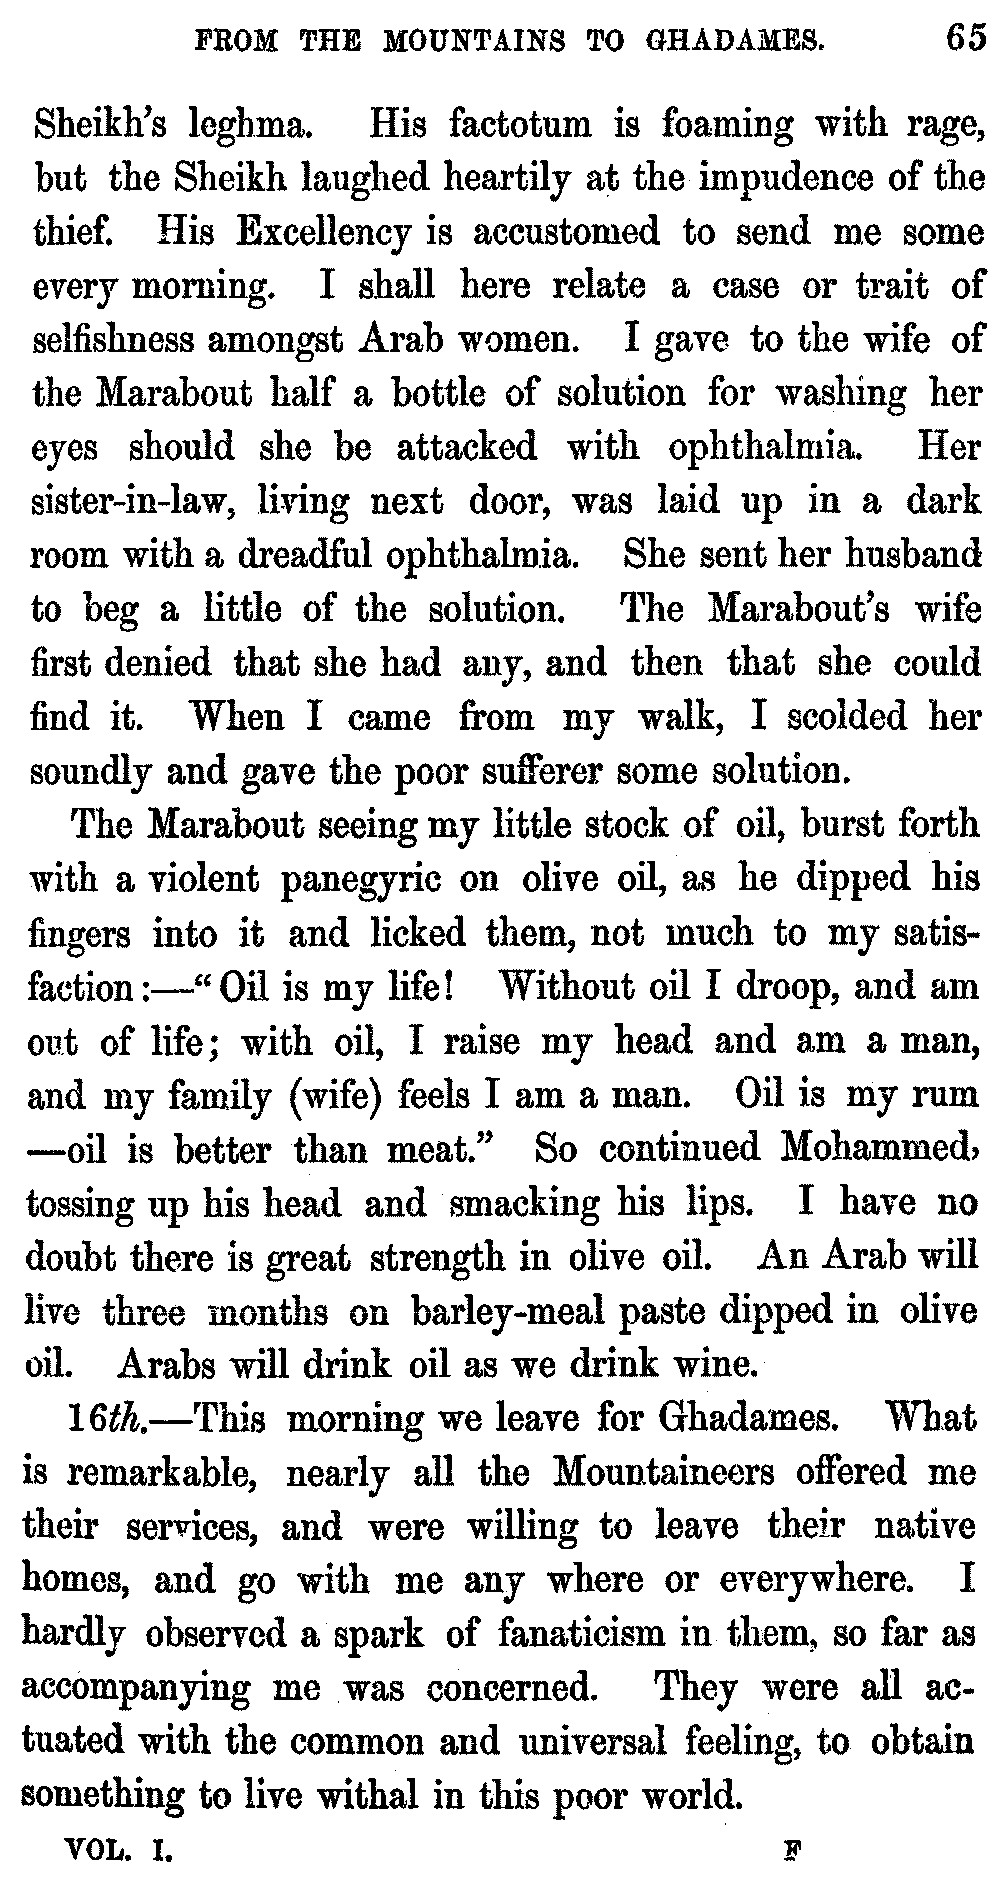 FROM THE MOUNTAINS TO GHADAMES. 65
Sheikh's leghma. His factotum is foaming with rage,
but the Sheikh laughed heartily at the impudence of the
thief. His Excellency is accustomed to send me some
every morning. I shall here relate a case or trait of
selfishness amongst Arab women. I gave to the wife of
the Marabout half a bottle of solution for washing her
eyes should she be attacked with ophthalmia. Her
sister-in-law, living next door, was laid up in a dark
room with a dreadful ophthalmia. She sent her husband
to beg a little of the solution. The Marabout's wife
first denied that she had any, and then that she could
find it. When I came from my walk, I scolded her
soundly and gave the poor sufferer some solution.
The Marabout seeing my little stock of oil, burst forth
with a violent panegyric on olive oil, as he dipped his
fingers into it and licked them, not much to my satis-
faction:—“Oil is my life! Without oil I droop, and am
out of life; with oil, I raise my head and am a man,
and my family (wife) feels I am a man. Oil is my rum
—oil is better than meat.” So continued Mohammed,
tossing up his head and smacking his lips. I have no
doubt there is great strength in olive oil. An Arab will
live three months on barley-meal paste dipped in olive
oil. Arabs will drink oil as we drink wine.
16th.—This morning we leave for Ghadames. What
is remarkable, nearly all the Mountaineers offered me
their services, and were willing to leave their native
homes, and go with me any where or everywhere. I
hardly observed a spark of fanaticism in them, so far as
accompanying me was concerned. They were all ac-
tuated with the common and universal feeling, to obtain
something to live withal in this poor world.
VOL. I. F